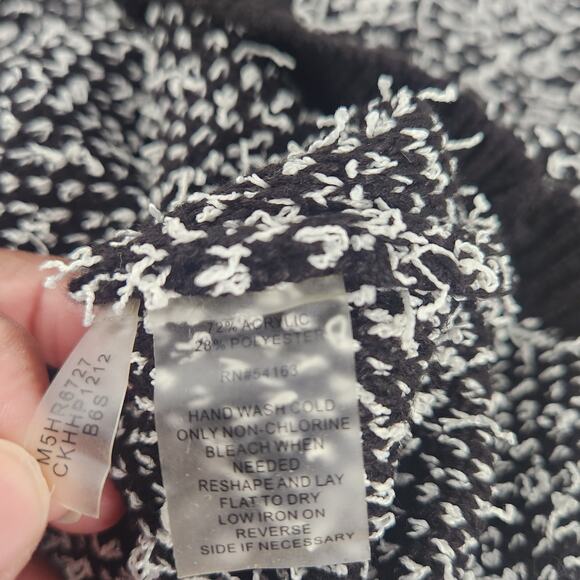 M5HR6727
CKHHP1212
B6S
72% ACRYLIC
28% POLYESTER
RN#54163
HAND WASH COLD
ONLY NON-CHLORINE
BLEACH WHEN
NEEDED
RESHAPE AND LAY
FLAT TO DRY
LOW IRON ON
REVERSE
SIDE IF NECESSARY